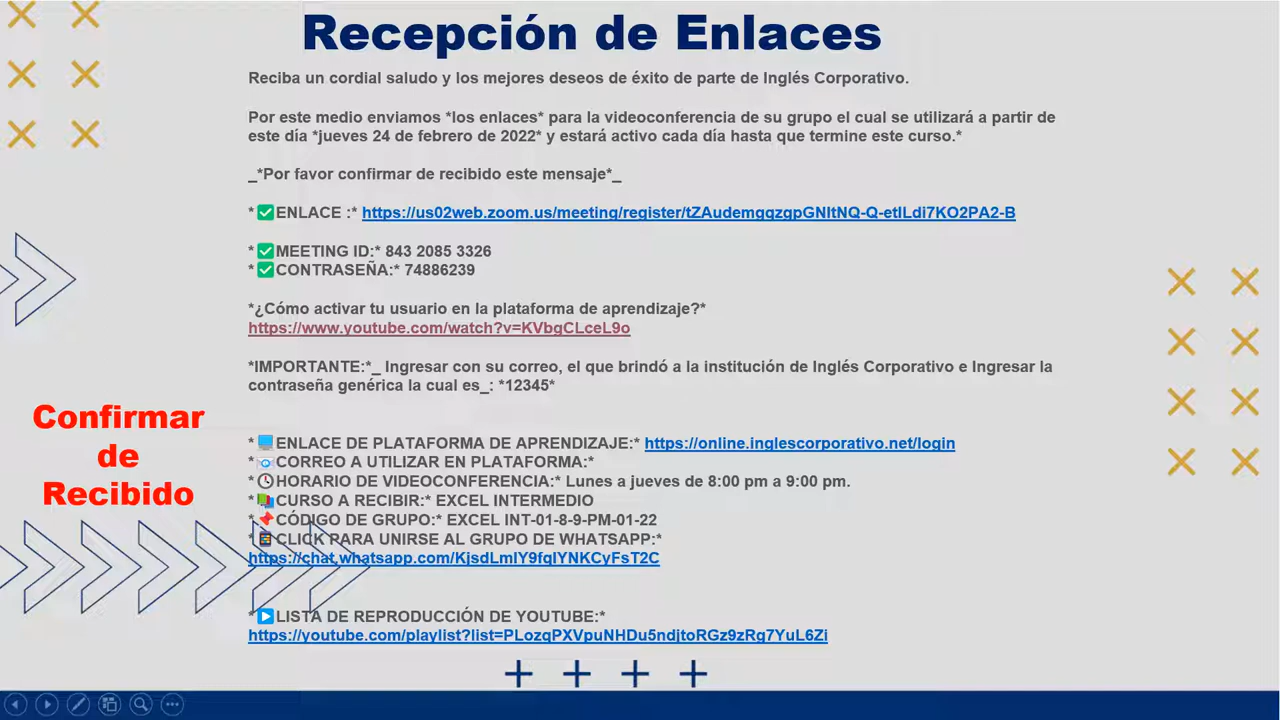 Recepción de Enlaces
Reciba un cordial saludo y los mejores deseos de éxito de parte de Inglés Corporativo.
Por este medio enviamos *los enlaces* para la videoconferencia de su grupo el cual se utilizará a partir de
este día *jueves 24 de febrero de 2022* y estará activo cada día hasta que termine este curso.*
_*Por favor confirmar de recibido este mensaje*_
*✅ENLACE :* https://us02web.zoom.us/meeting/register/tZAudemgqzgpGNItNQ-Q-etlLdi7KO2PA2-B
*✅MEETING ID:* 843 2085 3326
*✅CONTRASEÑA:* 74886239
*¿Cómo activar tu usuario en la plataforma de aprendizaje?*
https://www.youtube.com/watch?v=KVbgCLceL9o
*IMPORTANTE:*_ Ingresar con su correo, el que brindó a la institución de Inglés Corporativo e Ingresar la
contraseña genérica la cual es_: *12345*
Confirmar
de
Recibido
*🖥️ENLACE DE PLATAFORMA DE APRENDIZAJE:* https://online.inglescorporativo.net/login
*📨CORREO A UTILIZAR EN PLATAFORMA:*
*🕓HORARIO DE VIDEOCONFERENCIA:* Lunes a jueves de 8:00 pm a 9:00 pm.
*📚CURSO A RECIBIR:* EXCEL INTERMEDIO
*📌CÓDIGO DE GRUPO:* EXCEL INT-01-8-9-PM-01-22
*📲CLICK PARA UNIRSE AL GRUPO DE WHATSAPP:*
https://chat.whatsapp.com/KjsdLmIY9fqIYNKCyFsT2C
*▶️LISTA DE REPRODUCCIÓN DE YOUTUBE:*
https://youtube.com/playlist?list=PLozqPXVpuNHDu5ndjtoRGz9zRg7YuL6Zi